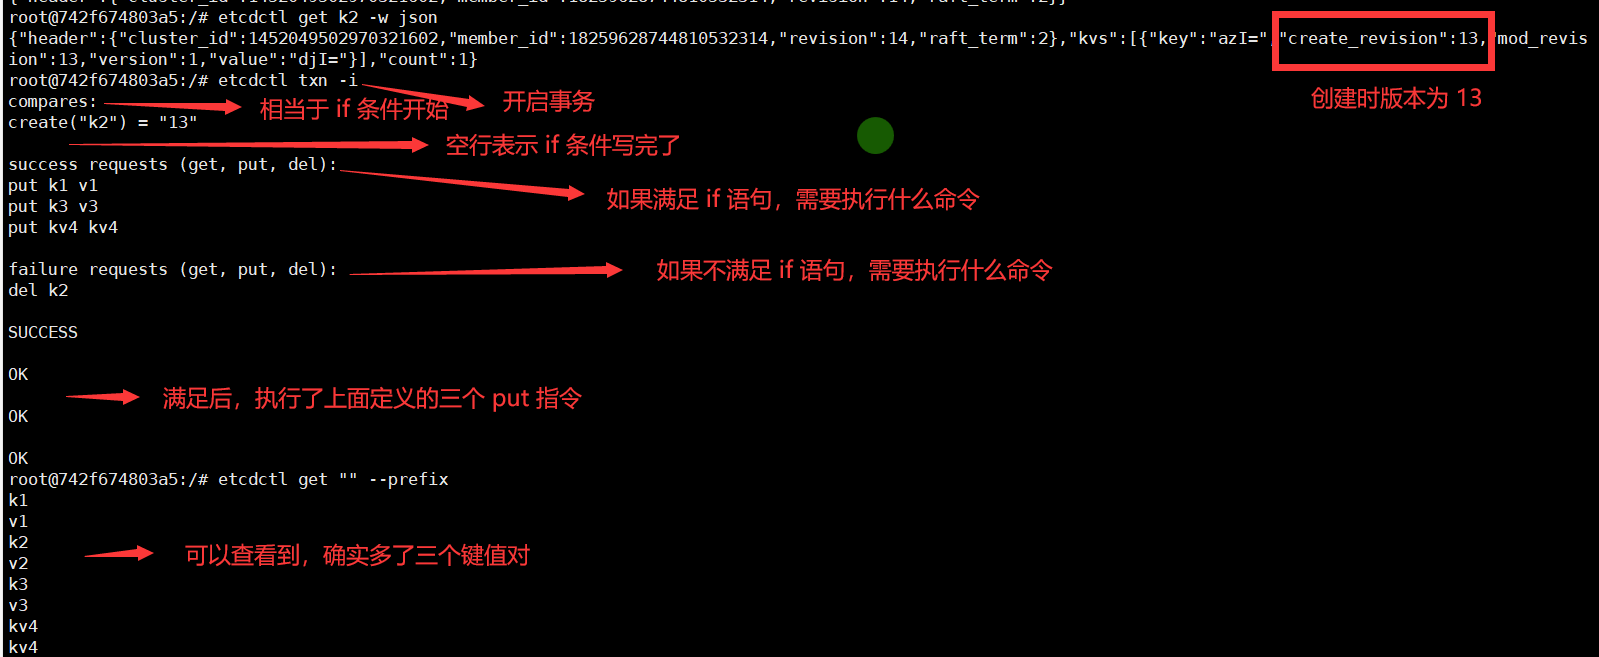 root@742f674803a5:/# etcdctl get k2 -w json
{"header":{"cluster_id":1452049502970321602,"member_id":18259628744810532314,"revision":14,"raft_term":2},"kvs":[{"key":"azI=","create_revision":13,"mod_revis
ion":13,"version":1,"value":"djI="}],"count":1}
创建时版本为 13
root@742f674803a5:/# etcdctl txn -i
开启事务
compares:
相当于 if 条件开始
create("k2") = "13"
空行表示 if 条件写完了
success requests (get, put, del):
如果满足 if 语句，需要执行什么命令
put k1 v1
put k3 v3
put kv4 kv4
failure requests (get, put, del):
如果不满足 if 语句，需要执行什么命令
del k2
SUCCESS
OK
满足后，执行了上面定义的三个 put 指令
OK
OK
root@742f674803a5:/# etcdctl get "" --prefix
k1
v1
k2
可以查看到，确实多了三个键值对
v2
k3
v3
kv4
kv4